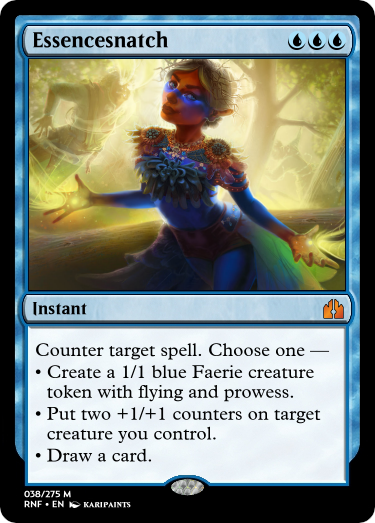 Essencesnatch
Instant
Counter target spell. Choose one —
• Create a 1/1 blue Faerie creature
token with flying and prowess.
• Put two +1/+1 counters on target
creature you control.
• Draw a card.
038/275 M
RNF • EN KARIPAINTS